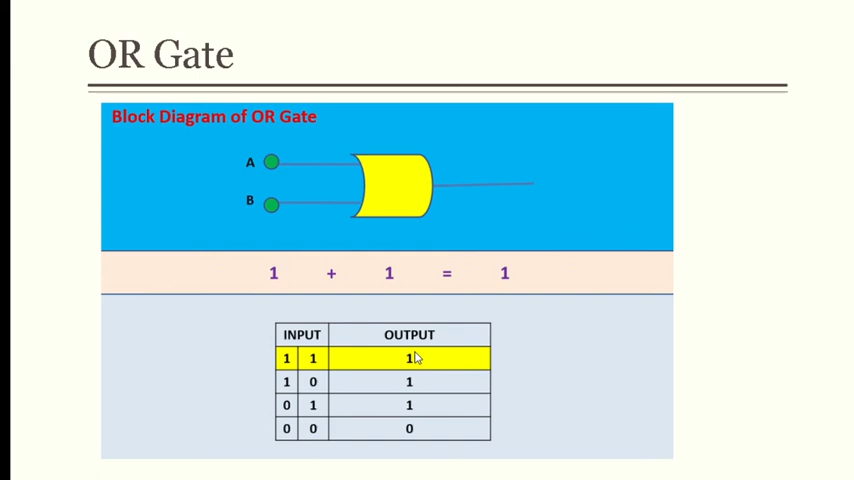 OR Gate
Block Diagram of OR Gate
A
B
1 + 1 = 1
INPUT OUTPUT
1 1 1
1 0 1
0 1 1
0 0 0